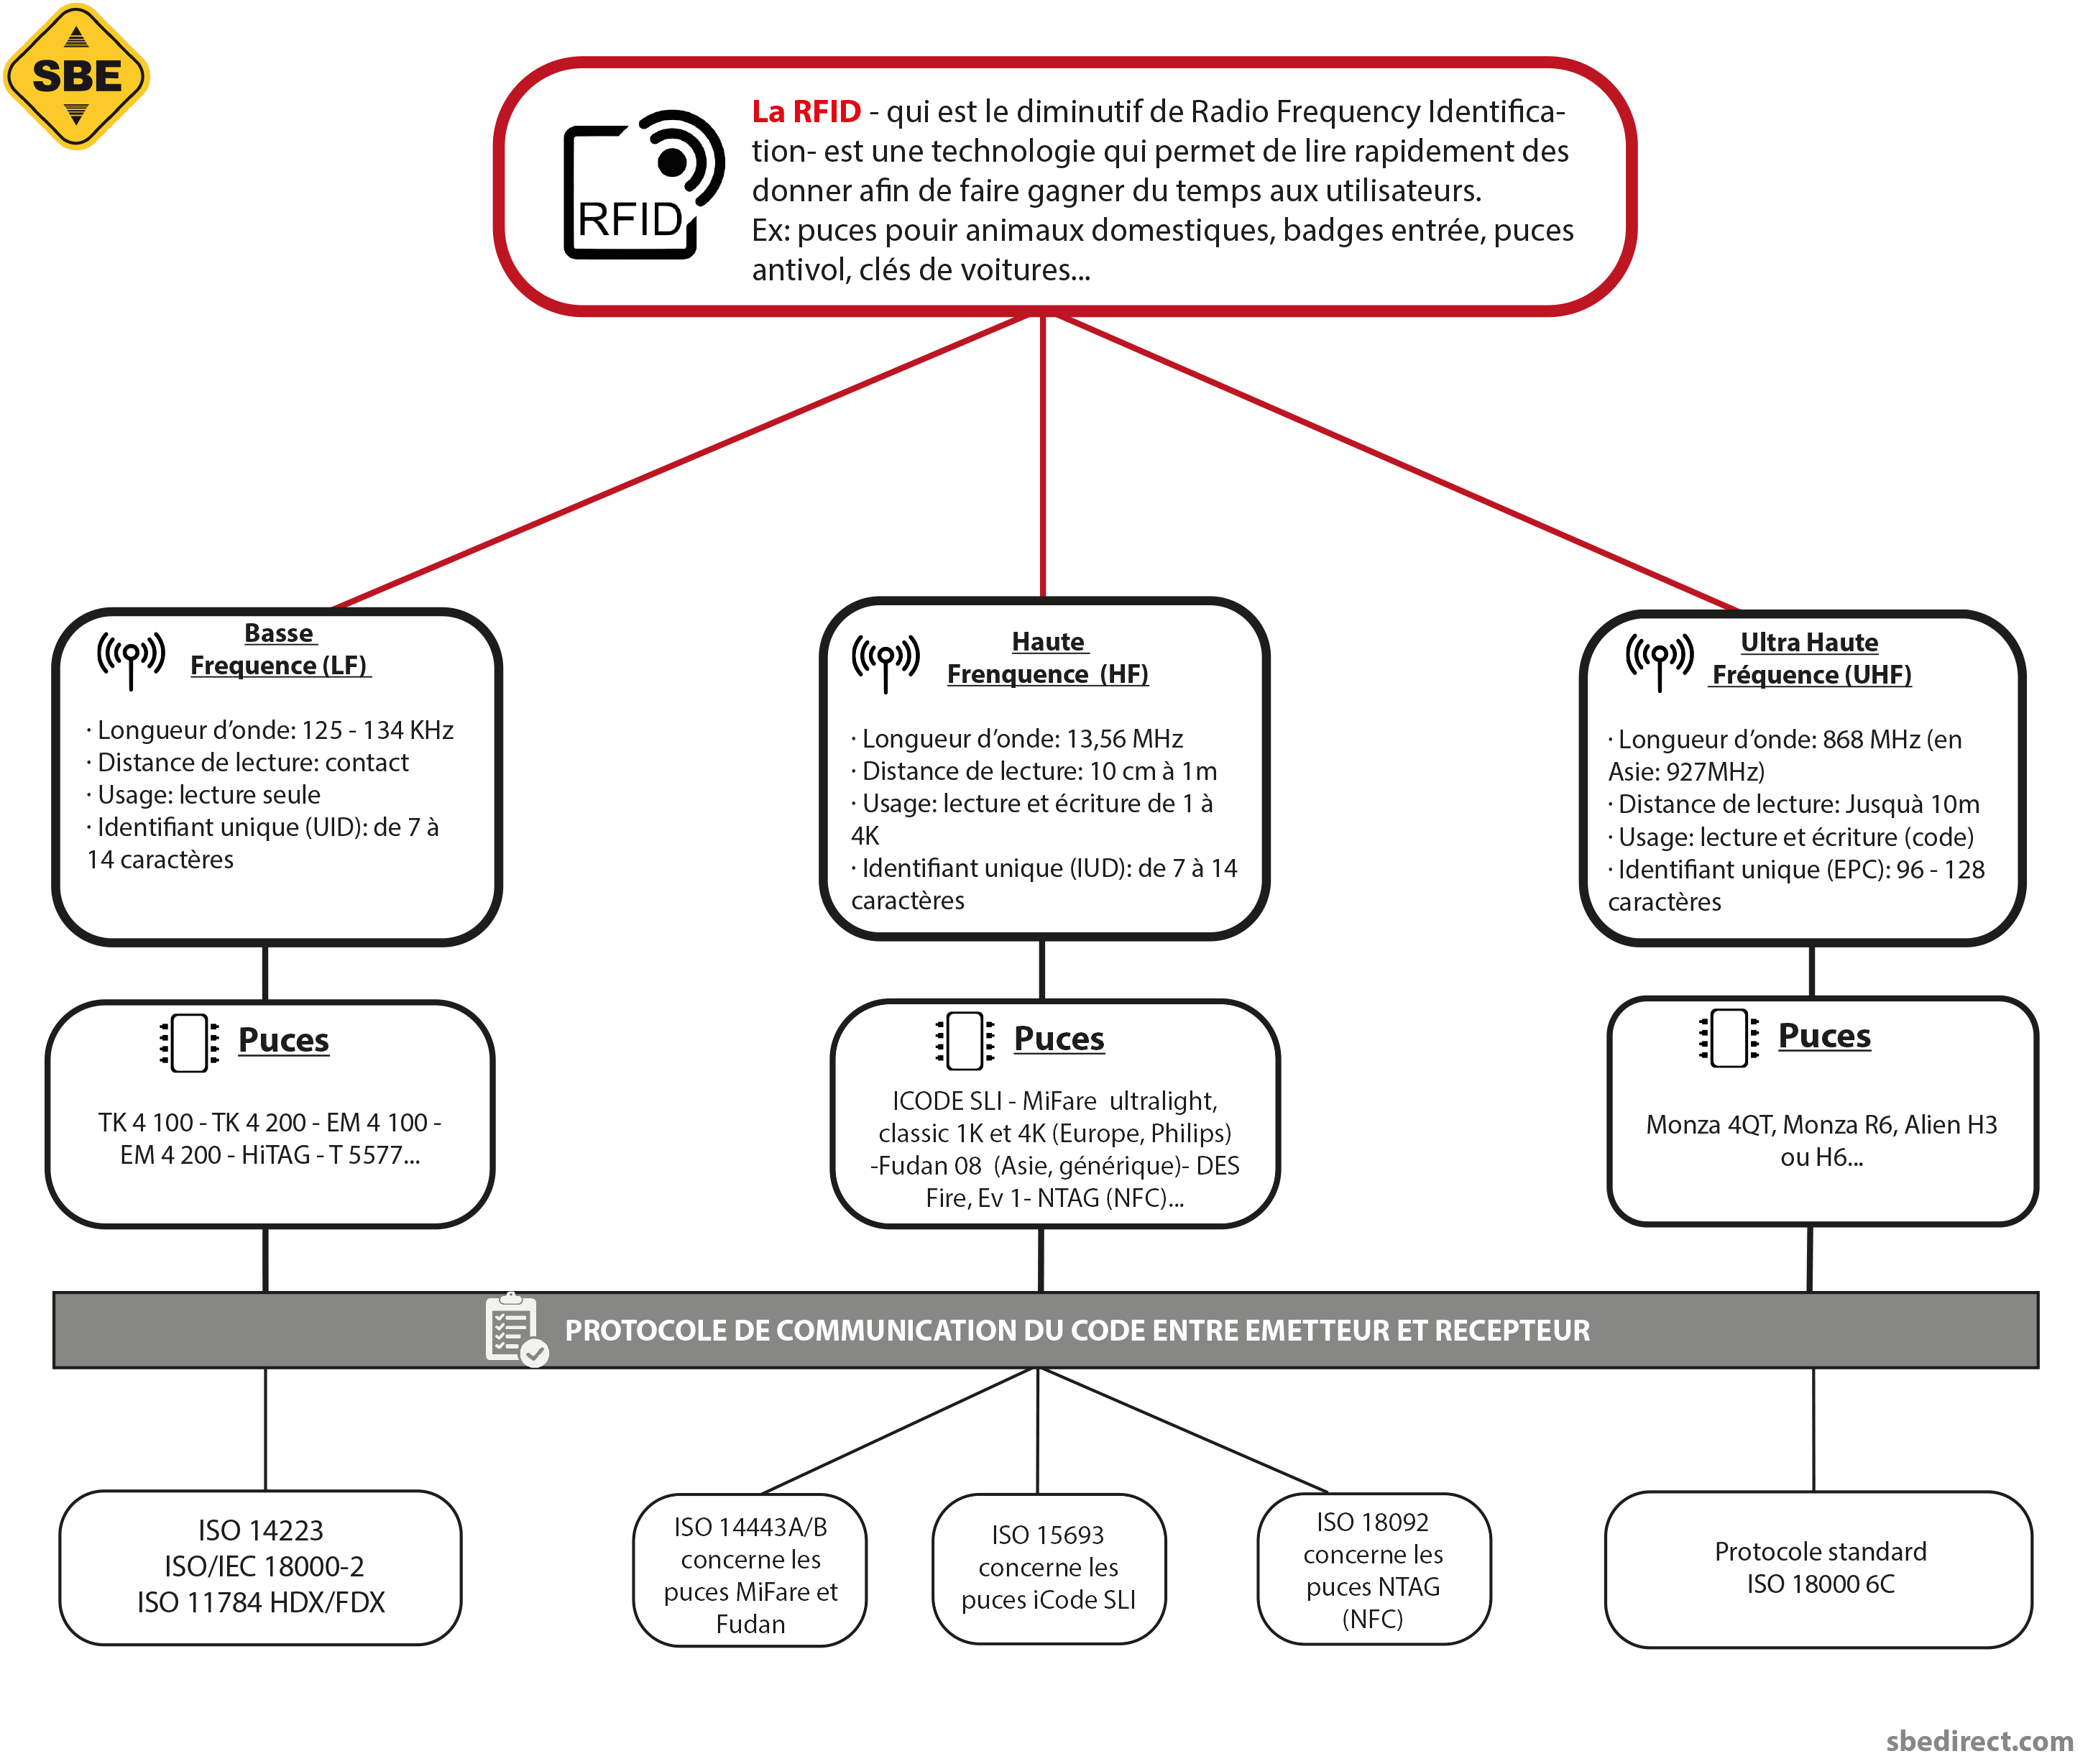 SBE
RFID
La RFID - qui est le diminutif de Radio Frequency Identifica-
tion- est une technologie qui permet de lire rapidement des
donner afin de faire gagner du temps aux utilisateurs.
Ex: puces pouir animaux domestiques, badges entrée, puces
antivol, clés de voitures...
Basse
Frequence (LF)
· Longueur d’onde: 125 - 134 KHz
· Distance de lecture: contact
· Usage: lecture seule
· Identifiant unique (UID): de 7 à
14 caractères
Haute
Frenquence (HF)
· Longueur d’onde: 13,56 MHz
· Distance de lecture: 10 cm à 1m
· Usage: lecture et écriture de 1 à
4K
· Identifiant unique (IUD): de 7 à 14
caractères
Ultra Haute
Fréquence (UHF)
· Longueur d’onde: 868 MHz (en
Asie: 927MHz)
· Distance de lecture: Jusquà 10m
· Usage: lecture et écriture (code)
· Identifiant unique (EPC): 96 - 128
caractères
Puces
TK 4 100 - TK 4 200 - EM 4 100 -
EM 4 200 - HiTAG - T 5577...
Puces
ICODE SLI - MiFare ultralight,
classic 1K et 4K (Europe, Philips)
-Fudan 08 (Asie, générique)- DES
Fire, Ev 1- NTAG (NFC)...
Puces
Monza 4QT, Monza R6, Alien H3
ou H6...
PROTOCOLE DE COMMUNICATION DU CODE ENTRE EMETTEUR ET RECEPTEUR
ISO 14223
ISO/IEC 18000-2
ISO 11784 HDX/FDX
ISO 14443A/B
concerne les
puces MiFare et
Fudan
ISO 15693
concerne les
puces iCode SLI
ISO 18092
concerne les
puces NTAG
(NFC)
Protocole standard
ISO 18000 6C
sbedirect.com